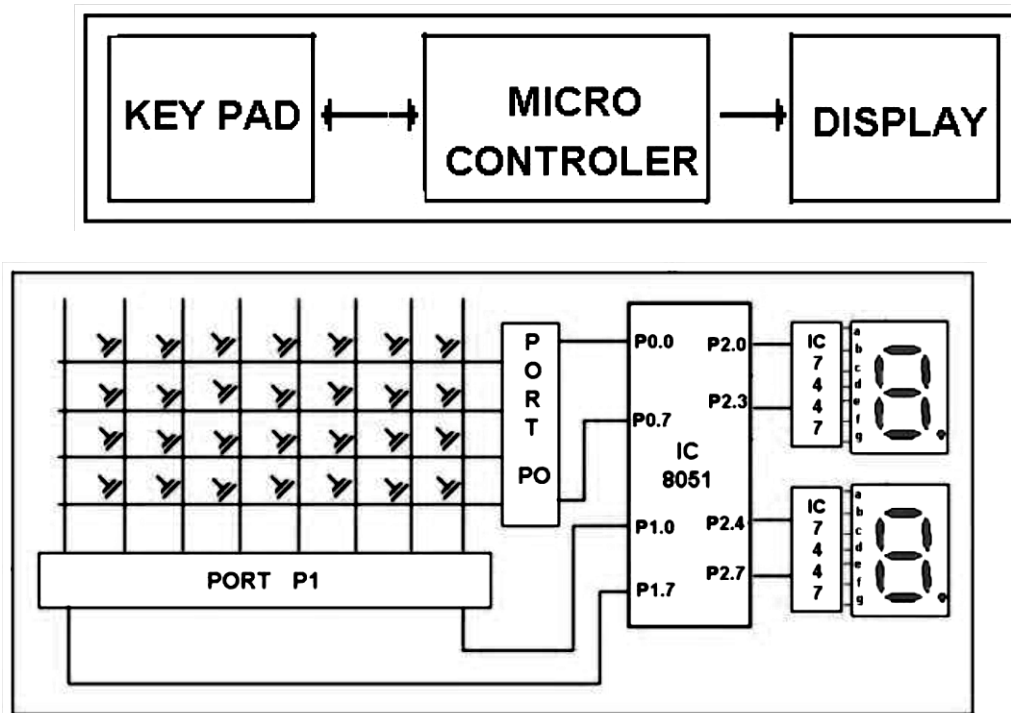 KEY PAD
MICRO
CONTROLER
DISPLAY
P
O
R
T
PO
PORT P1
P0.0
P0.7
P1.0
P1.7
IC
8051
P2.0
P2.3
P2.4
P2.7
IC
7
4
4
7
a
b
c
d
e
f
g
IC
7
4
4
7
a
b
c
d
e
f
g